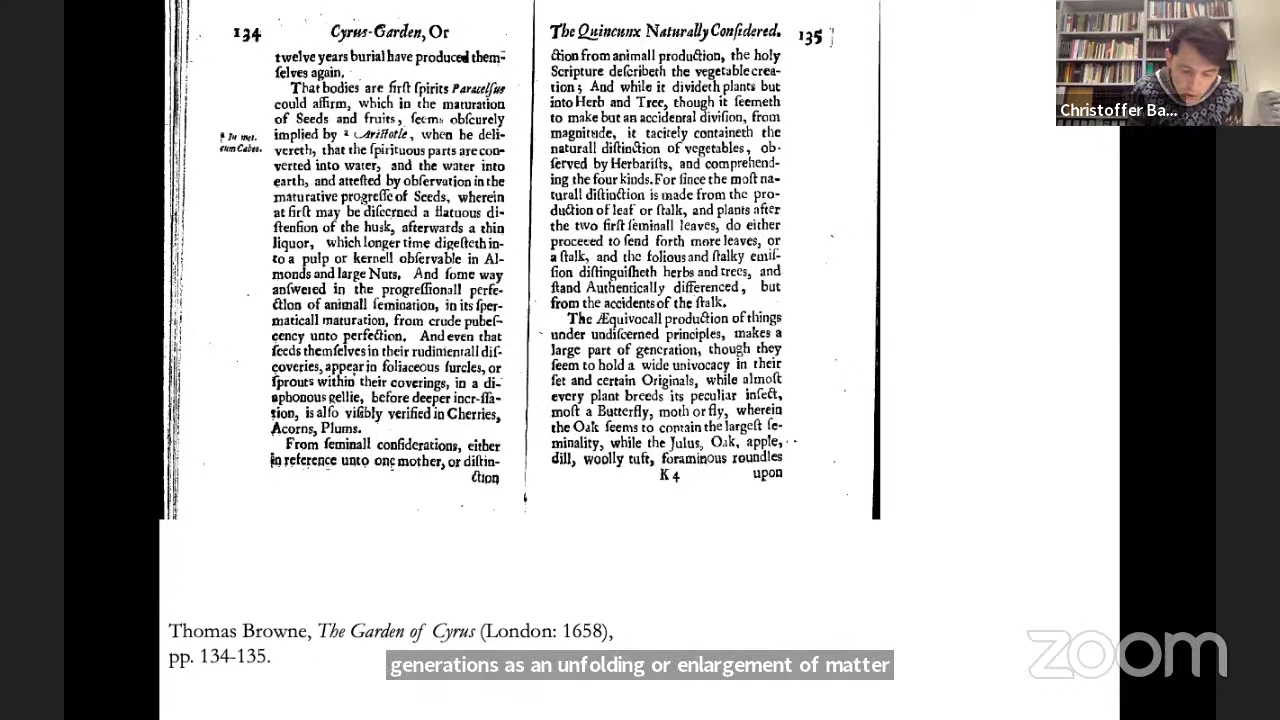 134 Cyrus-Garden, Or
twelve years burial have produced them-
ſelves again.
That bodies are firſt ſpirits Paracelſus
could affirm, which in the maturation
of Seeds and fruits, ſeems obſcurely
implied by ª Ariſtotle, when he deli-
vereth, that the ſpirituous parts are con-
verted into water, and the water into
earth, and atteſted by obſervation in the
maturative progreſſe of Seeds, wherein
at firſt may be diſcerned a flatuous di-
ſtenſion of the husk, afterwards a thin
liquor, which longer time digeſteth in-
to a pulp or kernell obſervable in Al-
monds and large Nuts. And ſome way
anſwered in the progreſſionall perfe-
ction of animall ſemination, in its ſper-
maticall maturation, from crude pubeſ-
cency unto perfection. And even that
ſeeds themſelves in their rudimentall diſ-
coveries, appear in foliaceous ſurcles, or
ſprouts within their coverings, in a di-
aphonous gellie, before deeper incr-ſſa-
tion, is alſo viſibly verified in Cherries,
Acorns, Plums.
From ſeminall conſiderations, either
in reference unto one mother, or diſtin-
ction
In met.
cum Cabeo.
The Quincunx Naturally Conſidered. 135
ction from animall production, the holy
Scripture deſcribeth the vegetable crea-
tion; And while it divideth plants but
into Herb and Tree, though it ſeemeth
to make but an accidental diviſion, from
magnitude, it tacitely containeth the
naturall diſtinction of vegetables, ob-
ſerved by Herbariſts, and comprehend-
ing the four kinds. For ſince the moſt na-
turall diſtinction is made from the pro-
duction of leaf or ſtalk, and plants after
the two firſt ſeminall leaves, do either
proceed to ſend forth more leaves, or
a ſtalk, and the folious and ſtalky emiſ-
ſion diſtinguiſheth herbs and trees, and
ſtand Authentically differenced, but
from the accidents of the ſtalk.
The Æquivocall production of things
under undiſcerned principles, makes a
large part of generation, though they
ſeem to hold a wide univocacy in their
ſet and certain Originals, while almoſt
every plant breeds its peculiar inſect,
moſt a Butterfly, moth or fly, wherein
the Oak ſeems to contain the largeſt ſe-
minality, while the Julus, Oak, apple,
dill, woolly tuft, foraminous roundles
K 4 upon
Christoffer Ba...
Thomas Browne, The Garden of Cyrus (London: 1658),
pp. 134-135.
generations as an unfolding or enlargement of matter
zoom